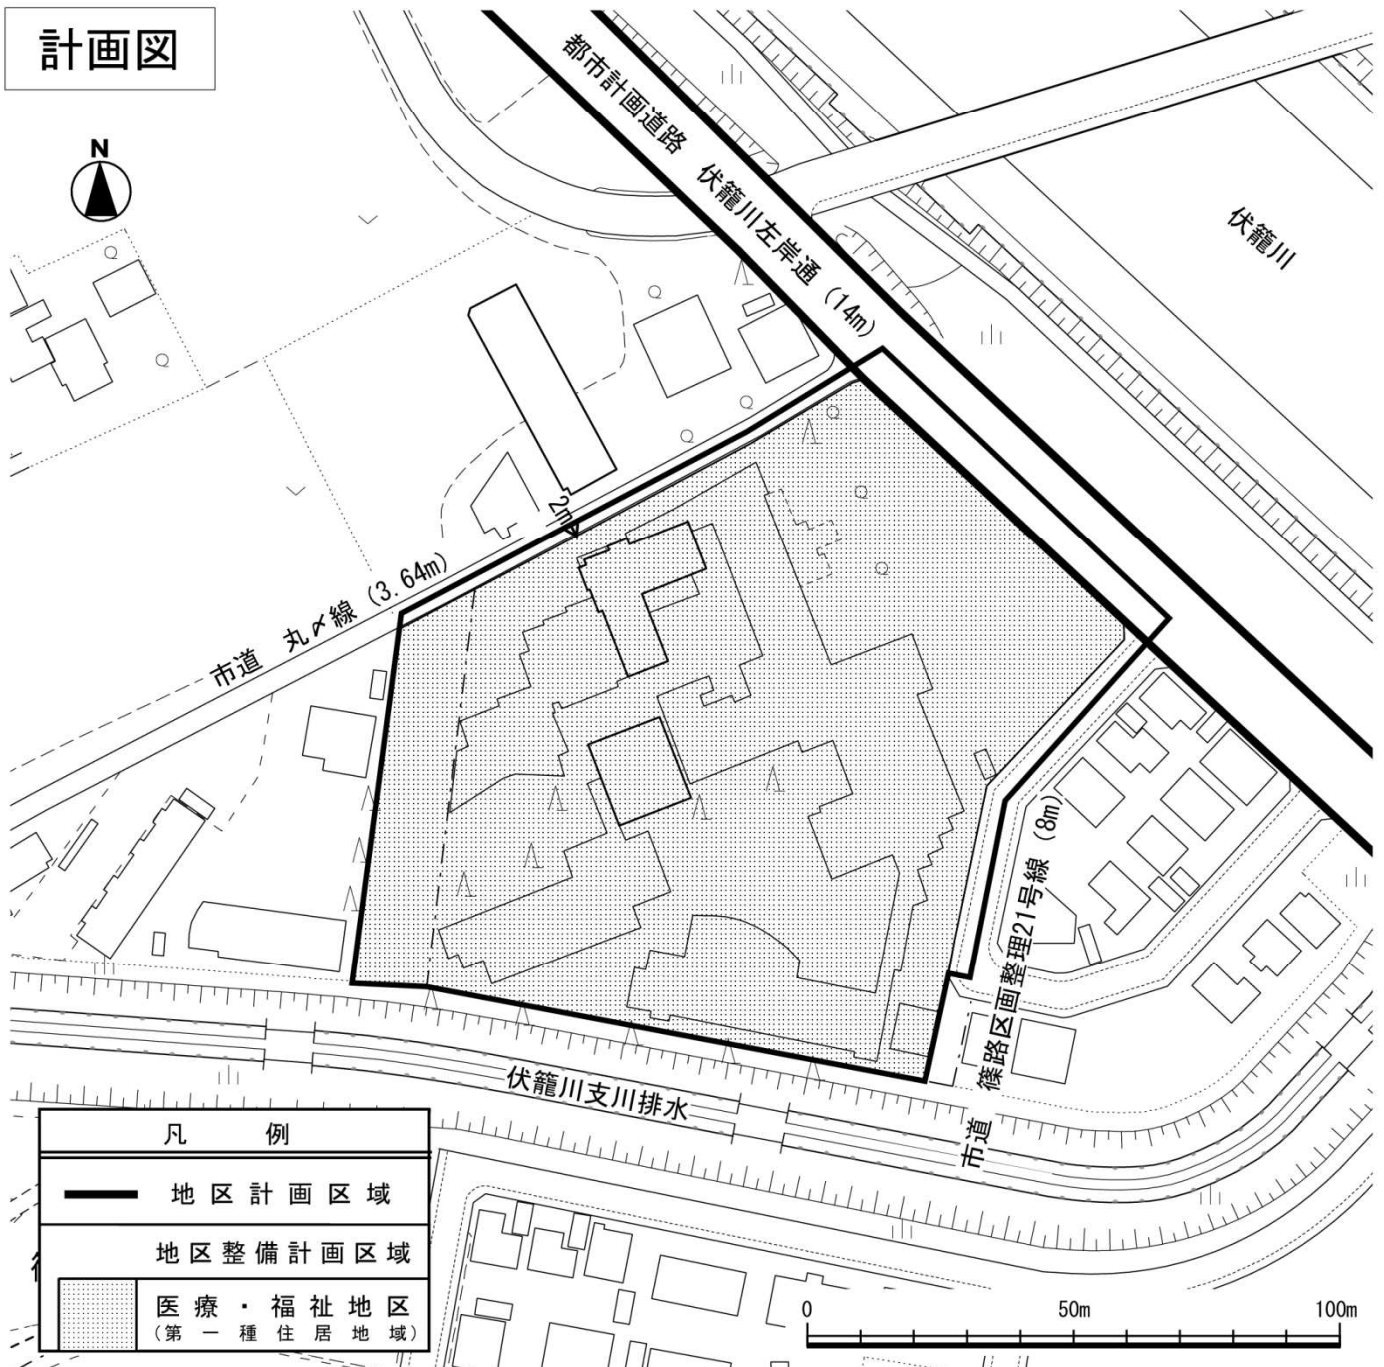 計画図
N
都市計画道路 伏籠川左岸通 (14m)
伏籠川
2m
市道 丸〆線 (3.64m)
市道 篠路区画整理21号線 (8m)
伏籠川支川排水
凡 例
地区計画区域
地区整備計画区域
医療・福祉地区
(第一種住居地域)
0 50m 100m